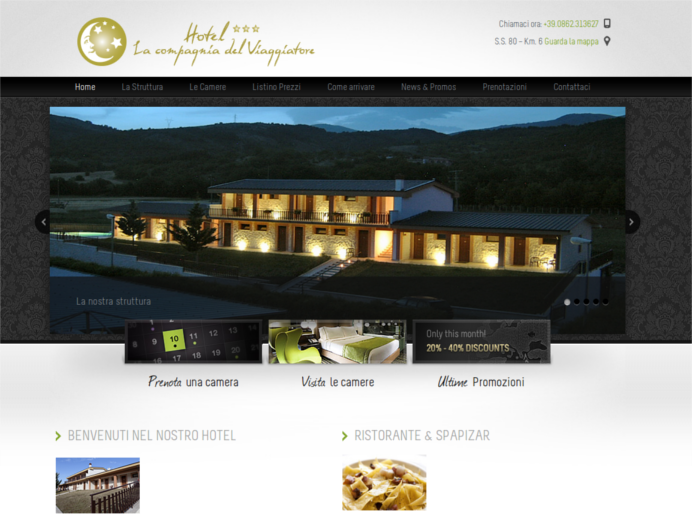 Hotel ***
La compagnia del Viaggiatore
Chiamaci ora: +39.0862.313627
S.S. 80 – Km. 6 Guarda la mappa
Home La Struttura Le Camere Listino Prezzi Come arrivare News & Promos Prenotazioni Contattaci
La nostra struttura
10 11 12 13
16 17 18 19 20
Only this month!
20% - 40% DISCOUNTS
Prenota una camera
Visita le camere
Ultime Promozioni
BENVENUTI NEL NOSTRO HOTEL
RISTORANTE & SPAPIZAR